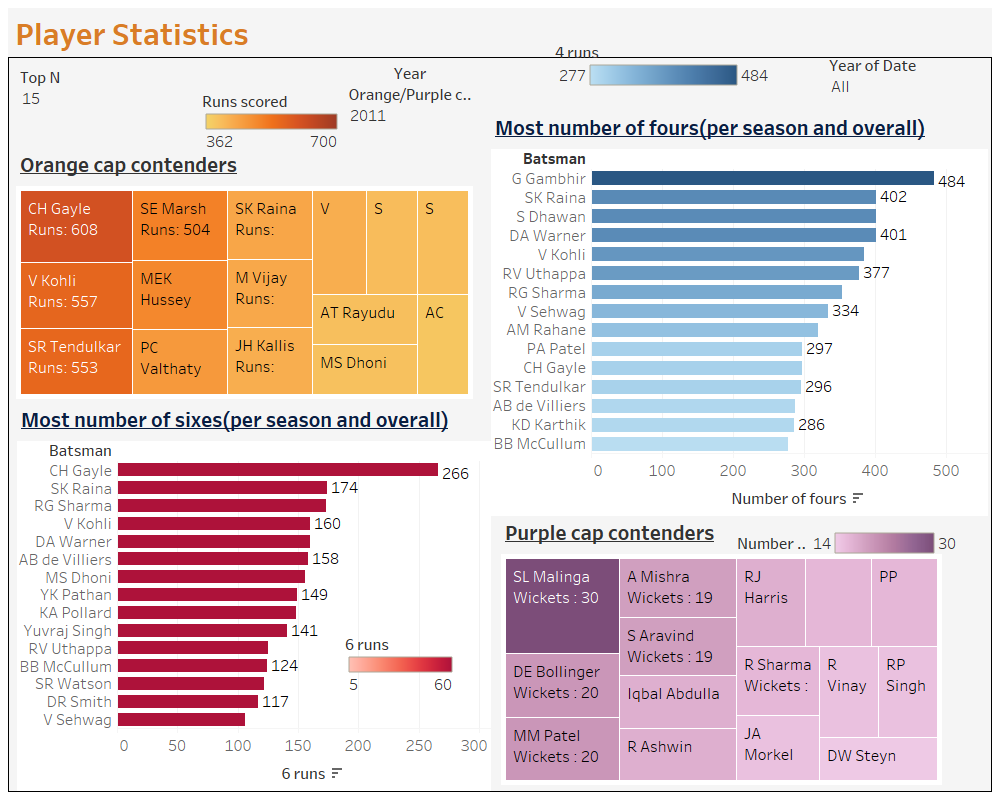 Player Statistics
Top N
15
Runs scored
362 700
Year
Orange/Purple c..
2011
4 runs
277 484
Year of Date
All
Orange cap contenders
CH Gayle
Runs: 608
V Kohli
Runs: 557
SR Tendulkar
Runs: 553
SE Marsh
Runs: 504
MEK
Hussey
PC
Valthaty
SK Raina
Runs:
M Vijay
Runs:
JH Kallis
Runs:
V
S
S
AT Rayudu
MS Dhoni
AC
Most number of fours(per season and overall)
Batsman
G Gambhir 484
SK Raina 402
S Dhawan
DA Warner 401
V Kohli
RV Uthappa 377
RG Sharma
V Sehwag 334
AM Rahane
PA Patel 297
CH Gayle
SR Tendulkar 296
AB de Villiers
KD Karthik 286
BB McCullum
0 100 200 300 400 500
Number of fours
Most number of sixes(per season and overall)
Batsman
CH Gayle 266
SK Raina 174
RG Sharma
V Kohli 160
DA Warner
AB de Villiers 158
MS Dhoni
YK Pathan 149
KA Pollard
Yuvraj Singh 141
RV Uthappa
BB McCullum 124
SR Watson
DR Smith 117
V Sehwag
0 50 100 150 200 250 300
6 runs
6 runs
5 60
Purple cap contenders
Number .. 14 30
SL Malinga
Wickets : 30
DE Bollinger
Wickets : 20
MM Patel
Wickets : 20
A Mishra
Wickets : 19
S Aravind
Wickets : 19
Iqbal Abdulla
R Ashwin
RJ
Harris
PP
R Sharma
Wickets :
JA
Morkel
R
Vinay
RP
Singh
DW Steyn